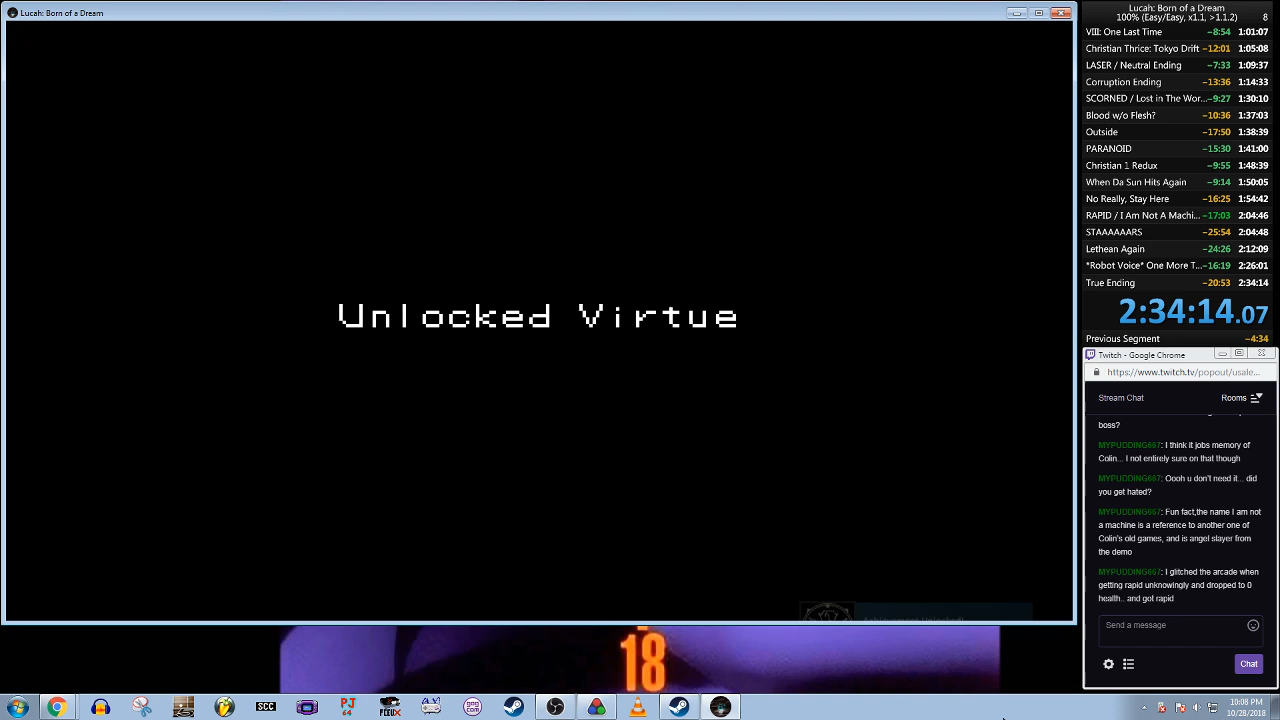 Lucah: Born of a Dream
Unlocked Virtue
Achievement Unlocked!
18
Lucah: Born of a Dream
100% (Easy/Easy, x1.1, >1.1.2) 8
VIII: One Last Time −8:54 1:01:07
Christian Thrice: Tokyo Drift −12:01 1:05:08
LASER / Neutral Ending −7:33 1:09:37
Corruption Ending −13:36 1:14:33
SCORNED / Lost in The Wor... −9:27 1:30:10
Blood w/o Flesh? −10:36 1:37:03
Outside −17:50 1:38:39
PARANOID −15:30 1:41:00
Christian 1 Redux −9:55 1:48:39
When Da Sun Hits Again −9:14 1:50:05
No Really, Stay Here −16:25 1:54:42
RAPID / I Am Not A Machi... −17:03 2:04:46
STAAAAAARS −25:54 2:04:48
Lethean Again −24:26 2:12:09
*Robot Voice* One More T... −16:19 2:26:01
True Ending −20:53 2:34:14
2:34:14.07
Previous Segment −4:34
Twitch - Google Chrome
https://www.twitch.tv/popout/usale...
Stream Chat Rooms
boss?
MYPUDDING667: I think it jobs memory of
Colin... I not entirely sure on that though
MYPUDDING667: Oooh u don't need it... did
you get hated?
MYPUDDING667: Fun fact,the name I am not
a machine is a reference to another one of
Colin's old games, and is angel slayer from
the demo
MYPUDDING667: I glitched the arcade when
getting rapid unknowingly and dropped to 0
health.. and got rapid
Send a message
Chat
SCC
PJ
64
gog
com
10:08 PM
10/28/2018